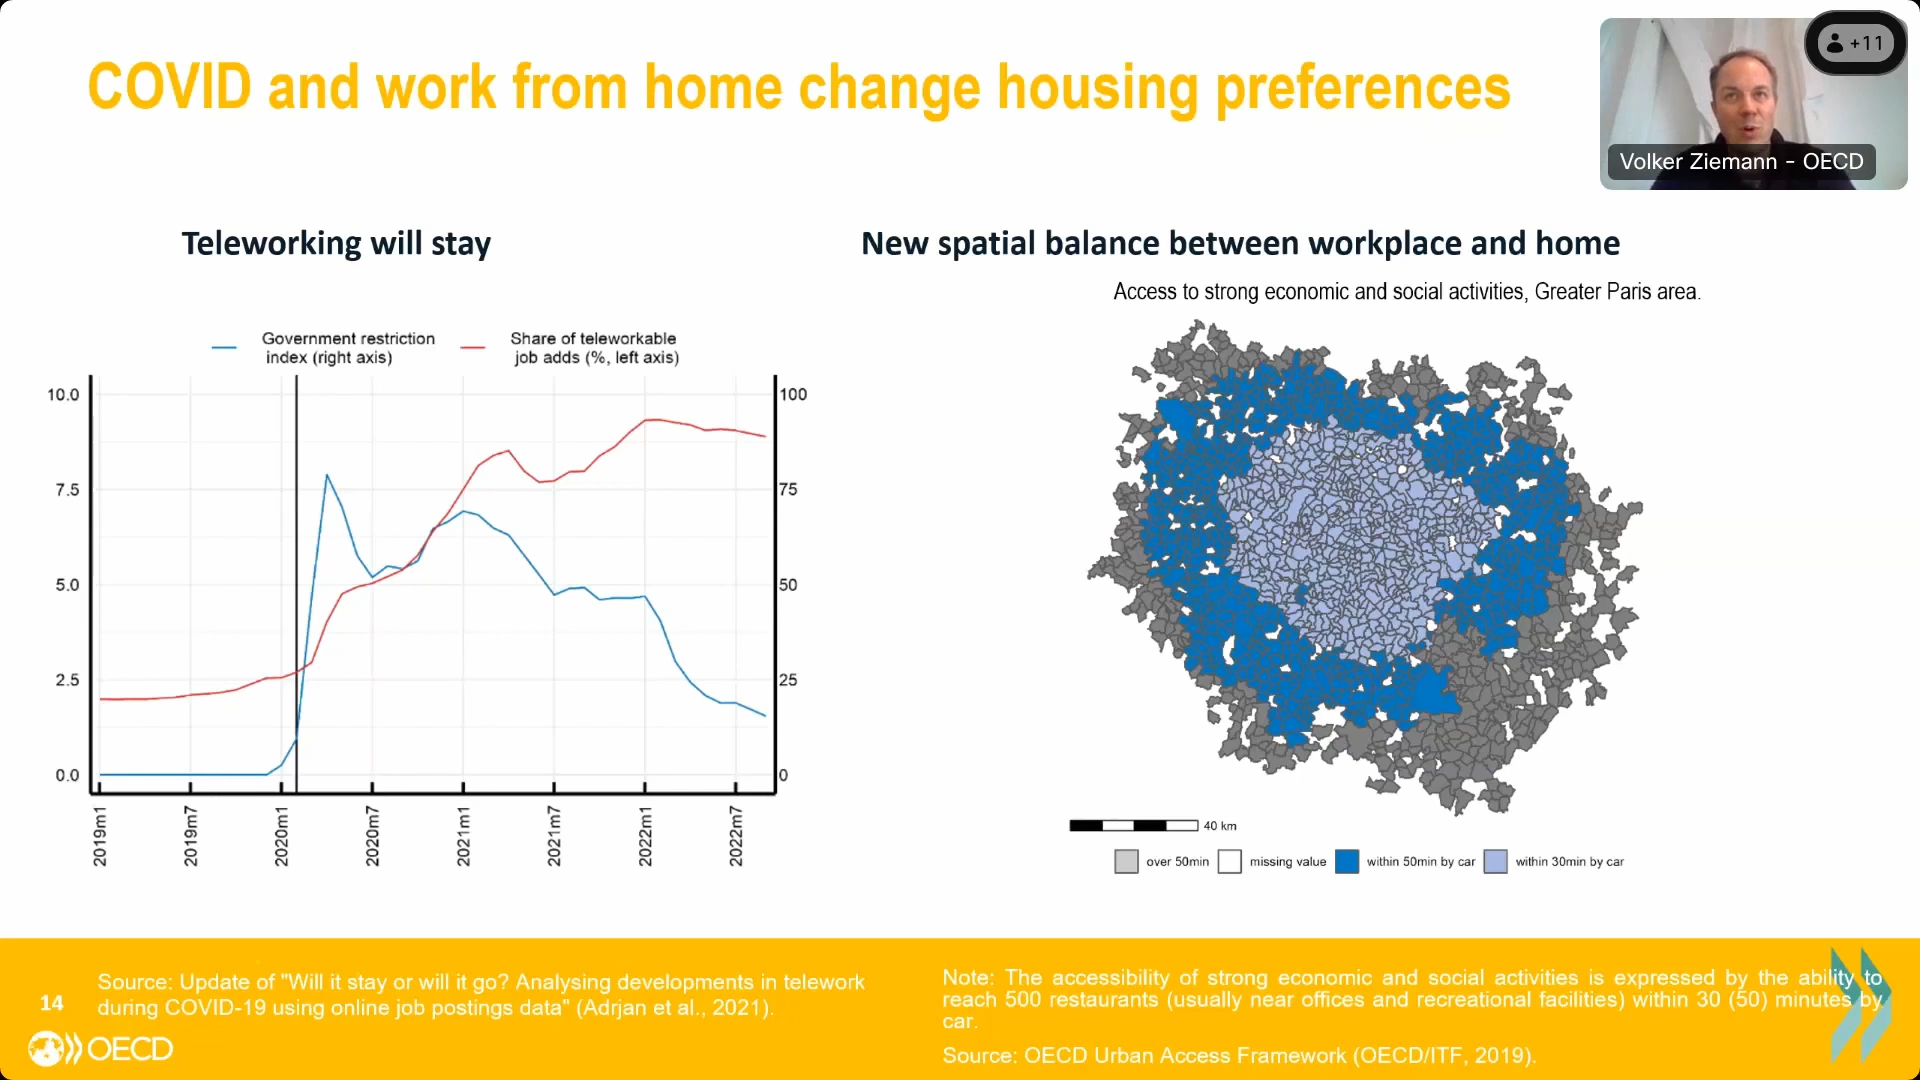 COVID and work from home change housing preferences
+11
Volker Ziemann - OECD
Teleworking will stay
Government restriction
index (right axis)
Share of teleworkable
job adds (%, left axis)
10.0
7.5
5.0
2.5
0.0
100
75
50
25
0
2019m1
2019m7
2020m1
2020m7
2021m1
2021m7
2022m1
2022m7
New spatial balance between workplace and home
Access to strong economic and social activities, Greater Paris area.
40 km
over 50min
missing value
within 50min by car
within 30min by car
14
Source: Update of "Will it stay or will it go? Analysing developments in telework
during COVID-19 using online job postings data" (Adrjan et al., 2021).
OECD
Note: The accessibility of strong economic and social activities is expressed by the ability to
reach 500 restaurants (usually near offices and recreational facilities) within 30 (50) minutes by
car.
Source: OECD Urban Access Framework (OECD/ITF, 2019).